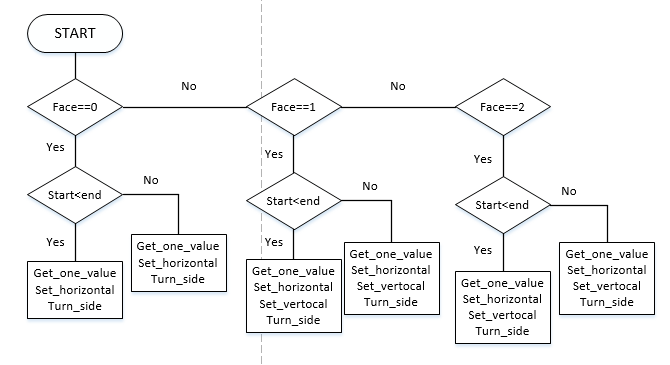 START
No
No
Face==0
Face==1
Face==2
Yes
Yes
Yes
No
No
No
Start<end
Start<end
Start<end
Yes
Yes
Yes
Get_one_value
Set_horizontal
Turn_side
Get_one_value
Set_horizontal
Turn_side
Get_one_value
Set_horizontal
Set_vertocal
Turn_side
Get_one_value
Set_horizontal
Set_vertocal
Turn_side
Get_one_value
Set_horizontal
Set_vertocal
Turn_side
Get_one_value
Set_horizontal
Set_vertocal
Turn_side